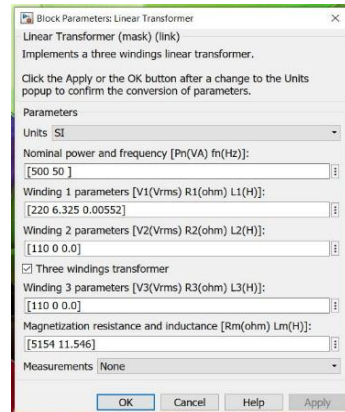 Block Parameters: Linear Transformer
Linear Transformer (mask) (link)
Implements a three windings linear transformer.
Click the Apply or the OK button after a change to the Units
popup to confirm the conversion of parameters.
Parameters
Units SI
Nominal power and frequency [Pn(VA) fn(Hz)]:
[500 50 ]
Winding 1 parameters [V1(Vrms) R1(ohm) L1(H)]:
[220 6.325 0.00552]
Winding 2 parameters [V2(Vrms) R2(ohm) L2(H)]:
[110 0 0.0]
Three windings transformer
Winding 3 parameters [V3(Vrms) R3(ohm) L3(H)]:
[110 0 0.0]
Magnetization resistance and inductance [Rm(ohm) Lm(H)]:
[5154 11.546]
Measurements None
OK Cancel Help Apply